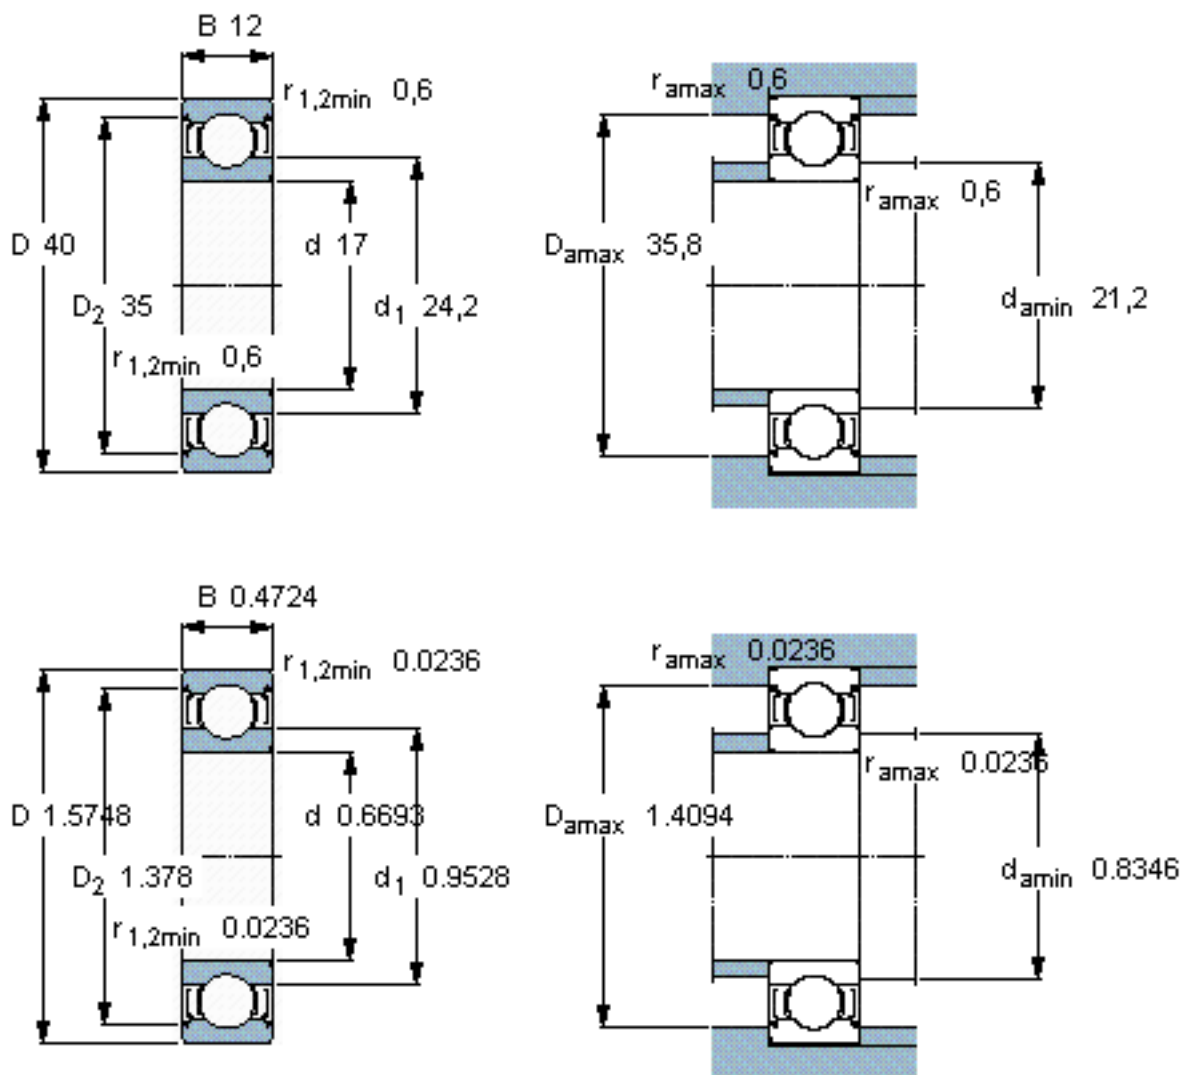 B 12
r1,2min 0,6
ramax 0,6
ramax 0,6
D 40
d 17
Damax 35,8
D2 35
d1 24,2
damin 21,2
r1,2min 0,6
B 0.4724
r1,2min 0.0236
ramax 0.0236
ramax 0.0236
D 1.5748
d 0.6693
Damax 1.4094
D2 1.378
d1 0.9528
damin 0.8346
r1,2min 0.0236